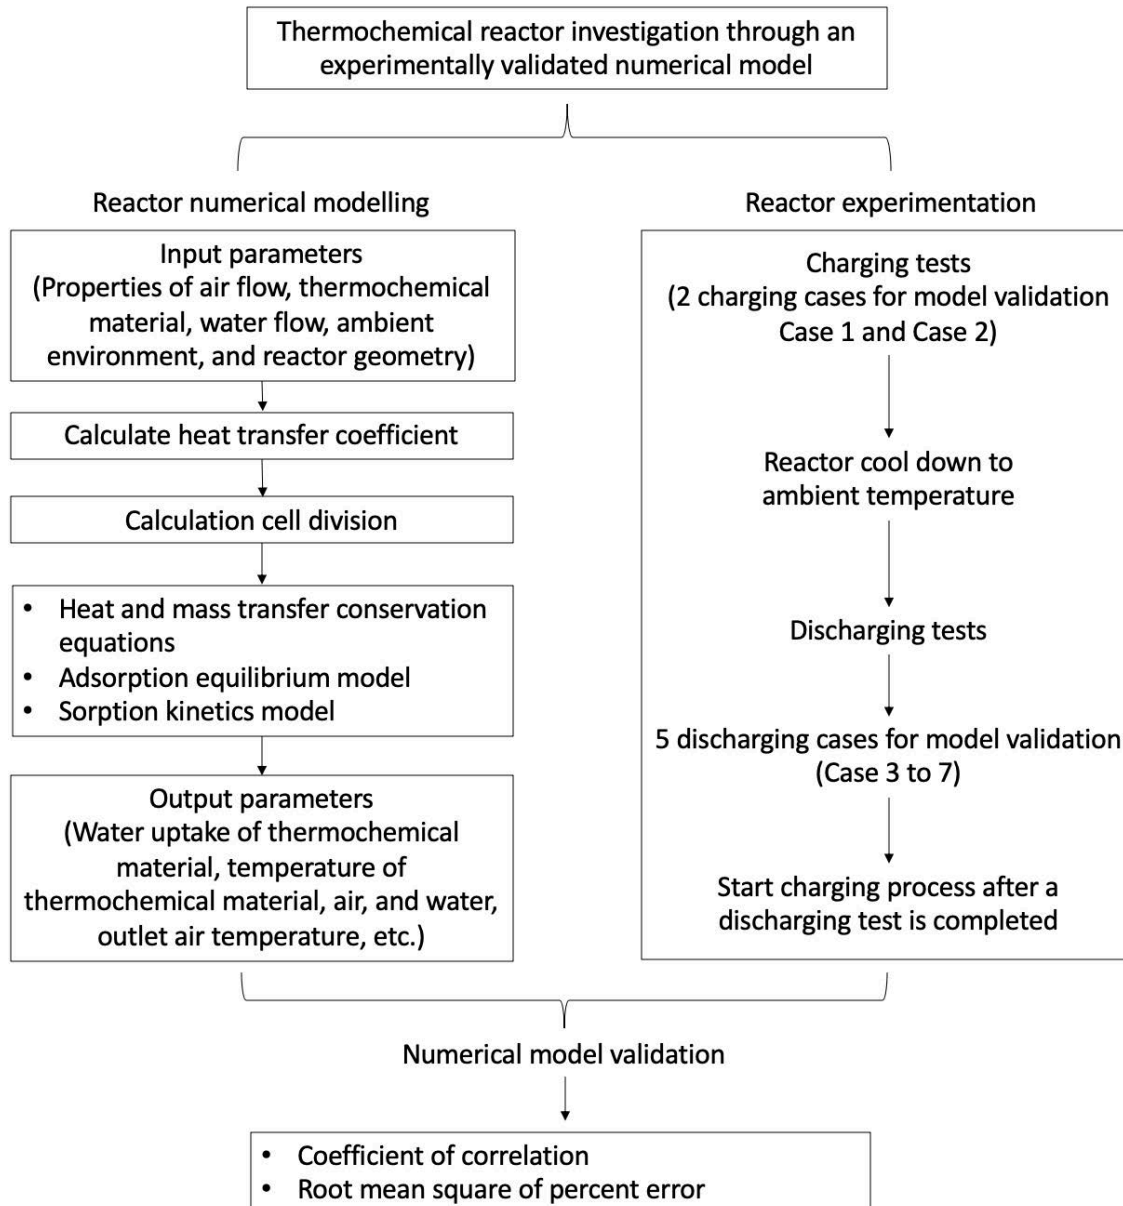 Thermochemical reactor investigation through an
experimentally validated numerical model
Reactor numerical modelling
Input parameters
(Properties of air flow, thermochemical
material, water flow, ambient
environment, and reactor geometry)
Calculate heat transfer coefficient
Calculation cell division
• Heat and mass transfer conservation
equations
• Adsorption equilibrium model
• Sorption kinetics model
Output parameters
(Water uptake of thermochemical
material, temperature of
thermochemical material, air, and water,
outlet air temperature, etc.)
Reactor experimentation
Charging tests
(2 charging cases for model validation
Case 1 and Case 2)
Reactor cool down to
ambient temperature
Discharging tests
5 discharging cases for model validation
(Case 3 to 7)
Start charging process after a
discharging test is completed
Numerical model validation
• Coefficient of correlation
• Root mean square of percent error